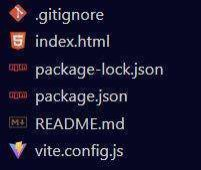 .gitignore
index.html
package-lock.json
package.json
README.md
vite.config.js